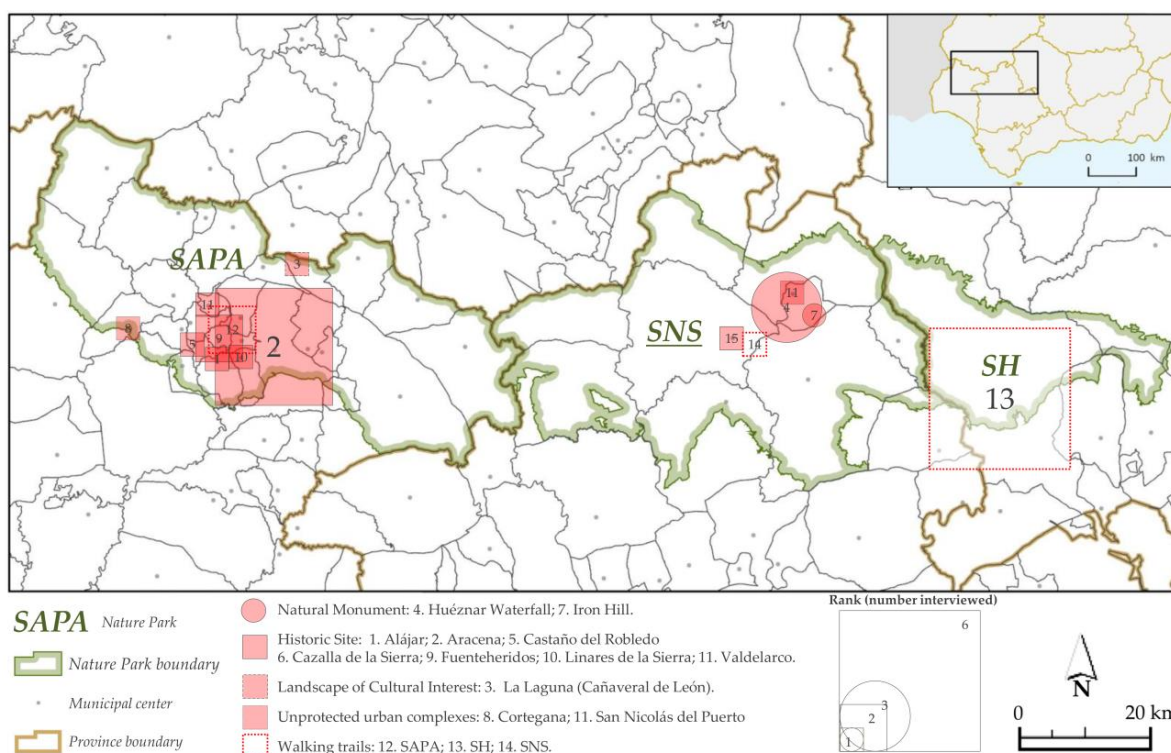 0 100 km
SAPA
3
11
8
12
9
5
10
2
SNS
11
4
7
15
14
SH
13
SAPA Nature Park
Nature Park boundary
Municipal center
Province boundary
Natural Monument: 4. Huéznar Waterfall; 7. Iron Hill.
Historic Site: 1. Alájar; 2. Aracena; 5. Castaño del Robledo
6. Cazalla de la Sierra; 9. Fuenteheridos; 10. Linares de la Sierra; 11. Valdelarco.
Landscape of Cultural Interest: 3. La Laguna (Cañaveral de León).
Unprotected urban complexes: 8. Cortegana; 11. San Nicolás del Puerto
Walking trails: 12. SAPA; 13. SH; 14. SNS.
Rank (number interviewed)
6
3
2
1
N
0 20 km